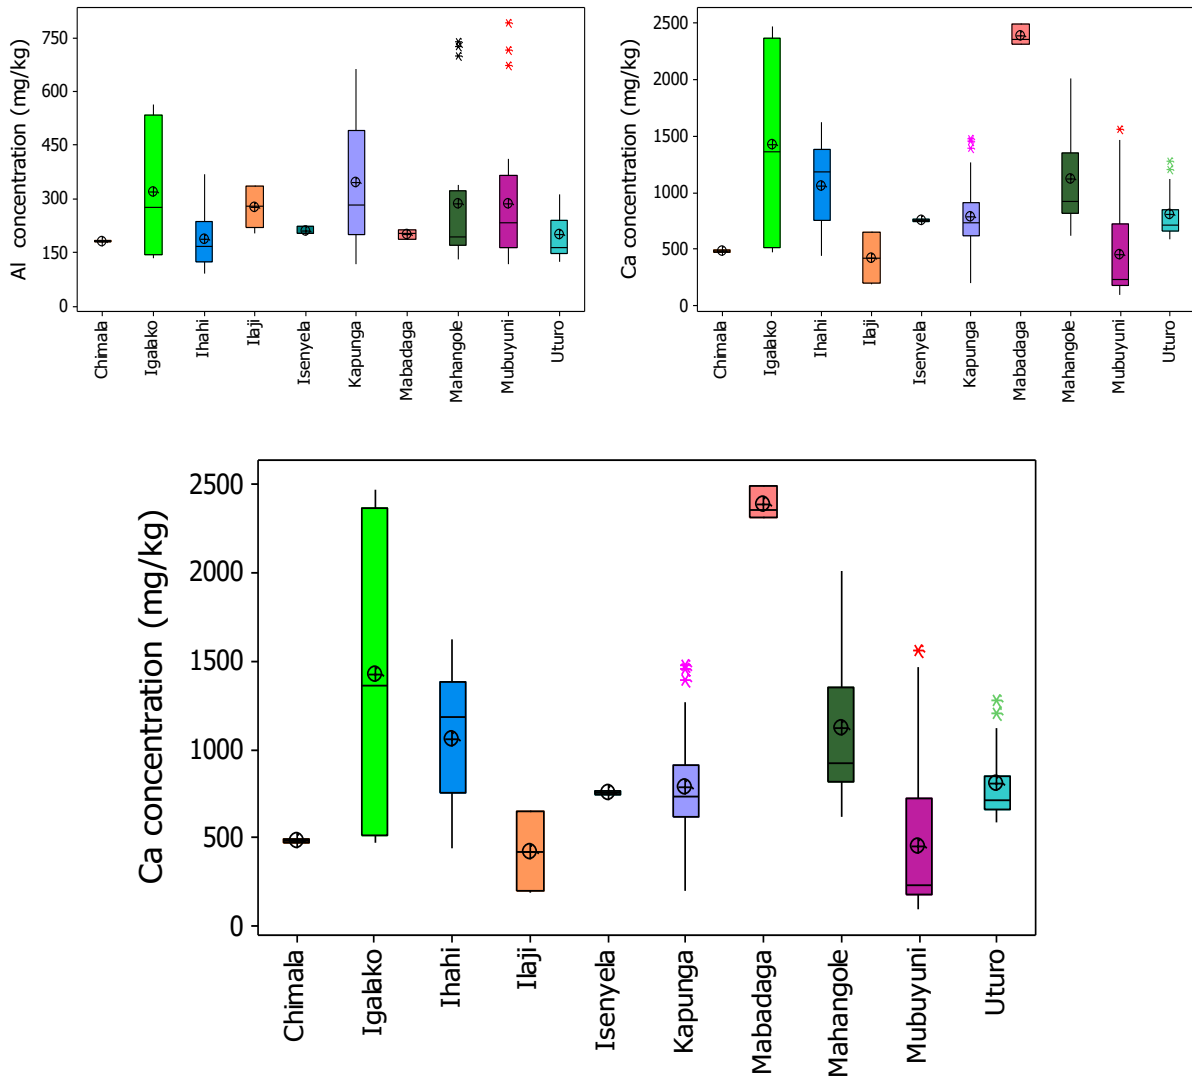 Al concentration (mg/kg)
750
600
450
300
150
0
Chimala
Igalako
Ihahi
Ilaji
Isenyela
Kapunga
Mabadaga
Mahangole
Mubuyuni
Uturo
Ca concentration (mg/kg)
2500
2000
1500
1000
500
0
Chimala
Igalako
Ihahi
Ilaji
Isenyela
Kapunga
Mabadaga
Mahangole
Mubuyuni
Uturo
Ca concentration (mg/kg)
2500
2000
1500
1000
500
0
Chimala
Igalako
Ihahi
Ilaji
Isenyela
Kapunga
Mabadaga
Mahangole
Mubuyuni
Uturo